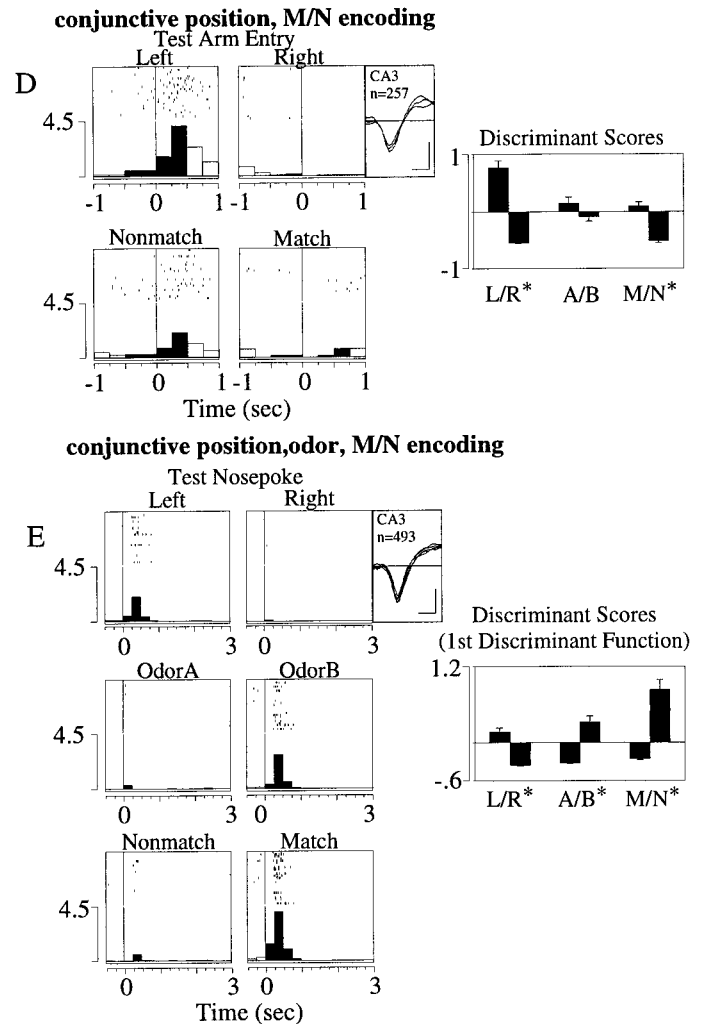 conjunctive position, M/N encoding
Test Arm Entry
Left Right
D
CA3
n=257
4.5
Discriminant Scores
1
-1
L/R* A/B M/N*
-1 0 1 -1 0 1
Nonmatch Match
4.5
-1 0 1 -1 0 1
Time (sec)
conjunctive position,odor, M/N encoding
Test Nosepoke
Left Right
E
CA3
n=493
4.5
0 3 0 3
Discriminant Scores
(1st Discriminant Function)
1.2
-.6
L/R* A/B* M/N*
OdorA OdorB
4.5
0 3 0 3
Nonmatch Match
4.5
0 3 0 3
Time (sec)